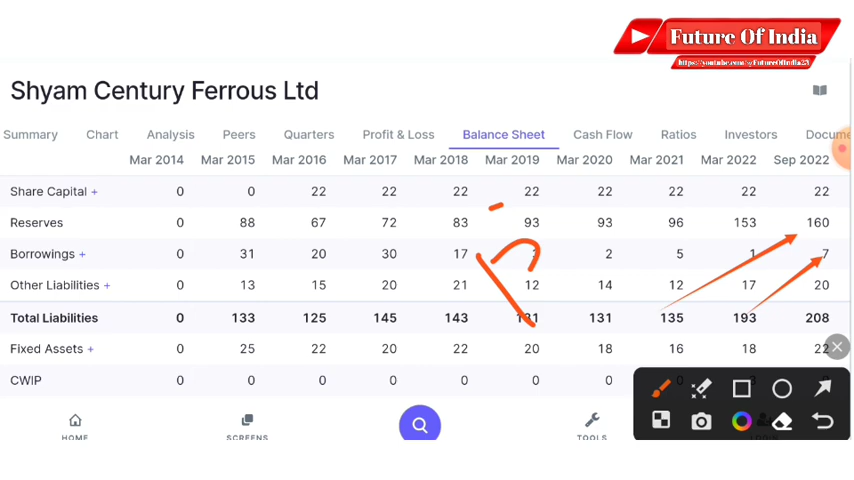 Future Of India
Shyam Century Ferrous Ltd
Summary Chart Analysis Peers Quarters Profit & Loss Balance Sheet Cash Flow Ratios Investors Docume
Mar 2014 Mar 2015 Mar 2016 Mar 2017 Mar 2018 Mar 2019 Mar 2020 Mar 2021 Mar 2022 Sep 2022
Share Capital + 0 0 22 22 22 22 22 22 22 22
Reserves 0 88 67 72 83 93 93 96 153 160
Borrowings + 0 31 20 30 17 2 5 1 7
Other Liabilities + 0 13 15 20 21 12 14 12 17 20
Total Liabilities 0 133 125 145 143 131 131 135 193 208
Fixed Assets + 0 25 22 20 22 20 18 16 18 22
CWIP 0 0 0 0 0 0 0
HOME SCREENS TOOLS